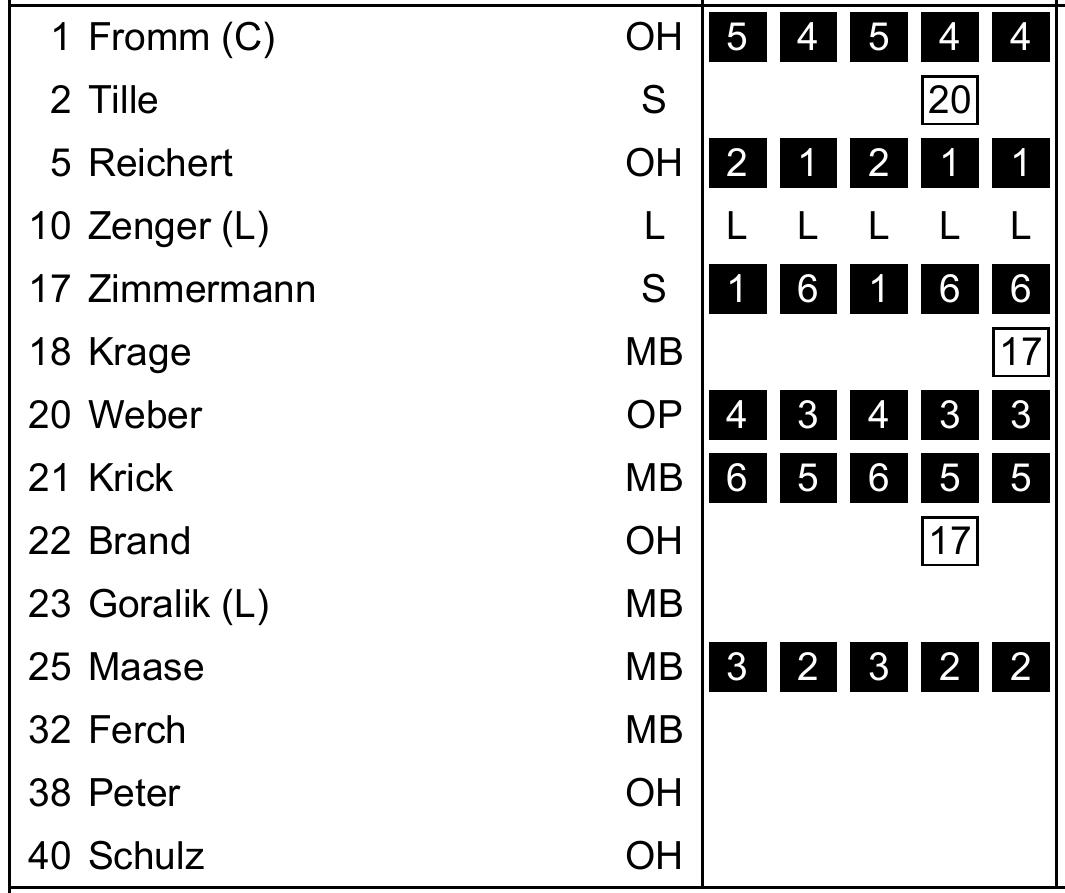 1 Fromm (C) OH 5 4 5 4 4
2 Tille S 20
5 Reichert OH 2 1 2 1 1
10 Zenger (L) L L L L L L
17 Zimmermann S 1 6 1 6 6
18 Krage MB 17
20 Weber OP 4 3 4 3 3
21 Krick MB 6 5 6 5 5
22 Brand OH 17
23 Goralik (L) MB
25 Maase MB 3 2 3 2 2
32 Ferch MB
38 Peter OH
40 Schulz OH